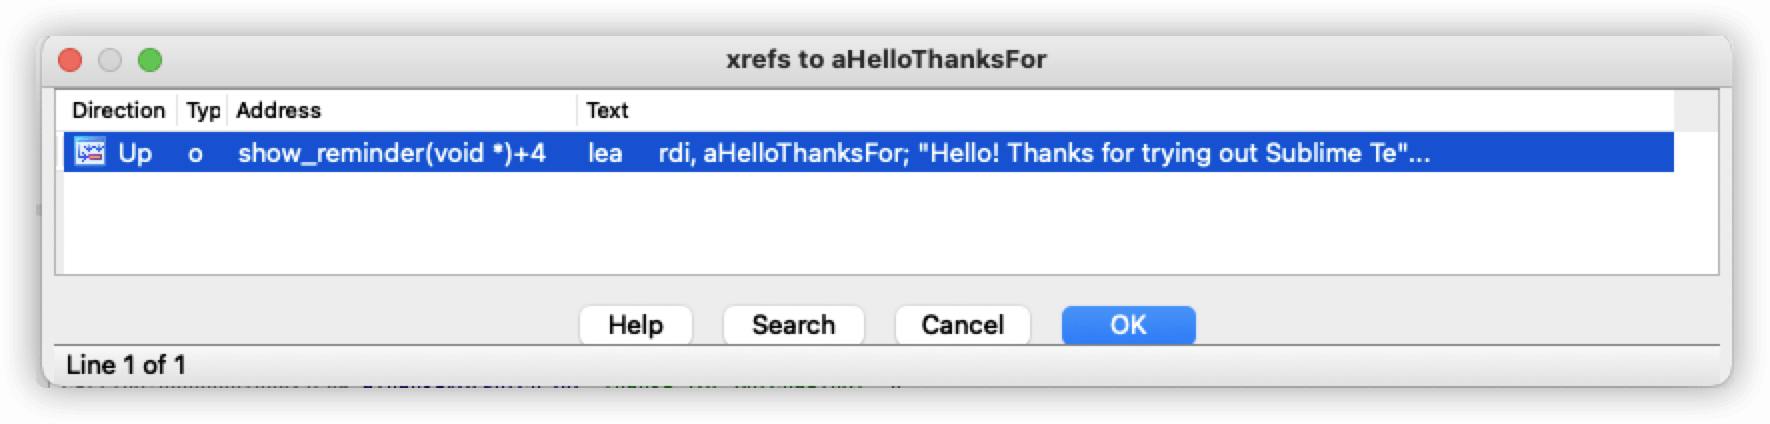 xrefs to aHelloThanksFor
Direction Typ Address Text
Up o show_reminder(void *)+4 lea rdi, aHelloThanksFor; "Hello! Thanks for trying out Sublime Te"...
Help Search Cancel OK
Line 1 of 1